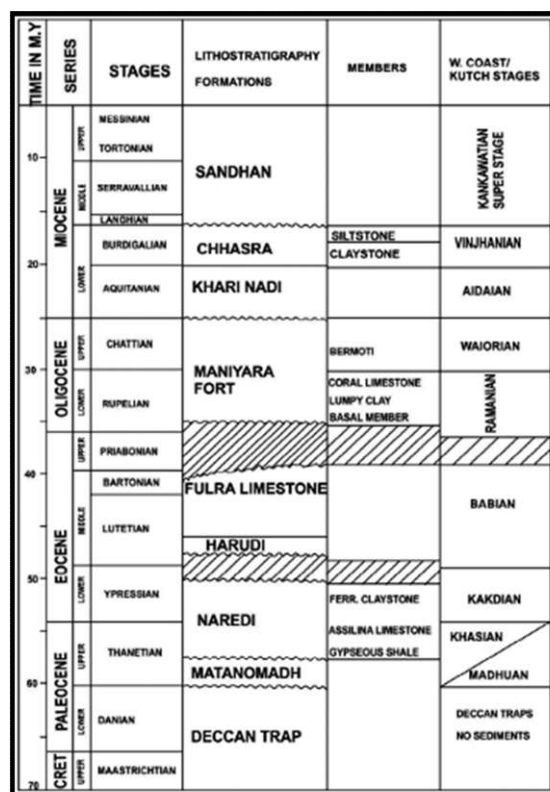 TIME IN M.Y
SERIES
STAGES
LITHOSTRATIGRAPHY
FORMATIONS
MEMBERS
W. COAST/
KUTCH STAGES
10
20
30
40
50
60
70
MIOCENE
OLIGOCENE
EOCENE
PALEOCENE
CRET
UPPER
MIDDLE
LOWER
UPPER
LOWER
UPPER
MIDDLE
LOWER
UPPER
LOWER
UPPER
MESSINIAN
TORTONIAN
SERRAVALLIAN
LANGHIAN
BURDIGALIAN
AQUITANIAN
CHATTIAN
RUPELIAN
PRIABONIAN
BARTONIAN
LUTETIAN
YPRESSIAN
THANETIAN
DANIAN
MAASTRICHTIAN
SANDHAN
CHHASRA
KHARI NADI
MANIYARA
FORT
FULRA LIMESTONE
HARUDI
NAREDI
MATANOMADH
DECCAN TRAP
SILTSTONE
CLAYSTONE
BERMOTI
CORAL LIMESTONE
LUMPY CLAY
BASAL MEMBER
FERR. CLAYSTONE
ASSILINA LIMESTONE
GYPSEOUS SHALE
KANKAWATIAN
SUPER STAGE
VINJHANIAN
AIDAIAN
WAIORIAN
RAMANIAN
BABIAN
KAKDIAN
KHASIAN
MADHUAN
DECCAN TRAPS
NO SEDIMENTS